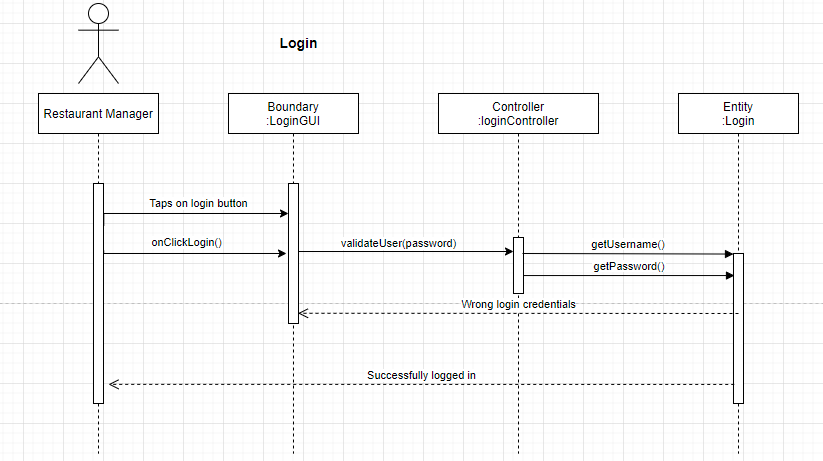 Login
Restaurant Manager
Boundary
:LoginGUI
Controller
:loginController
Entity
:Login
Taps on login button
onClickLogin()
validateUser(password)
getUsername()
getPassword()
Wrong login credentials
Successfully logged in